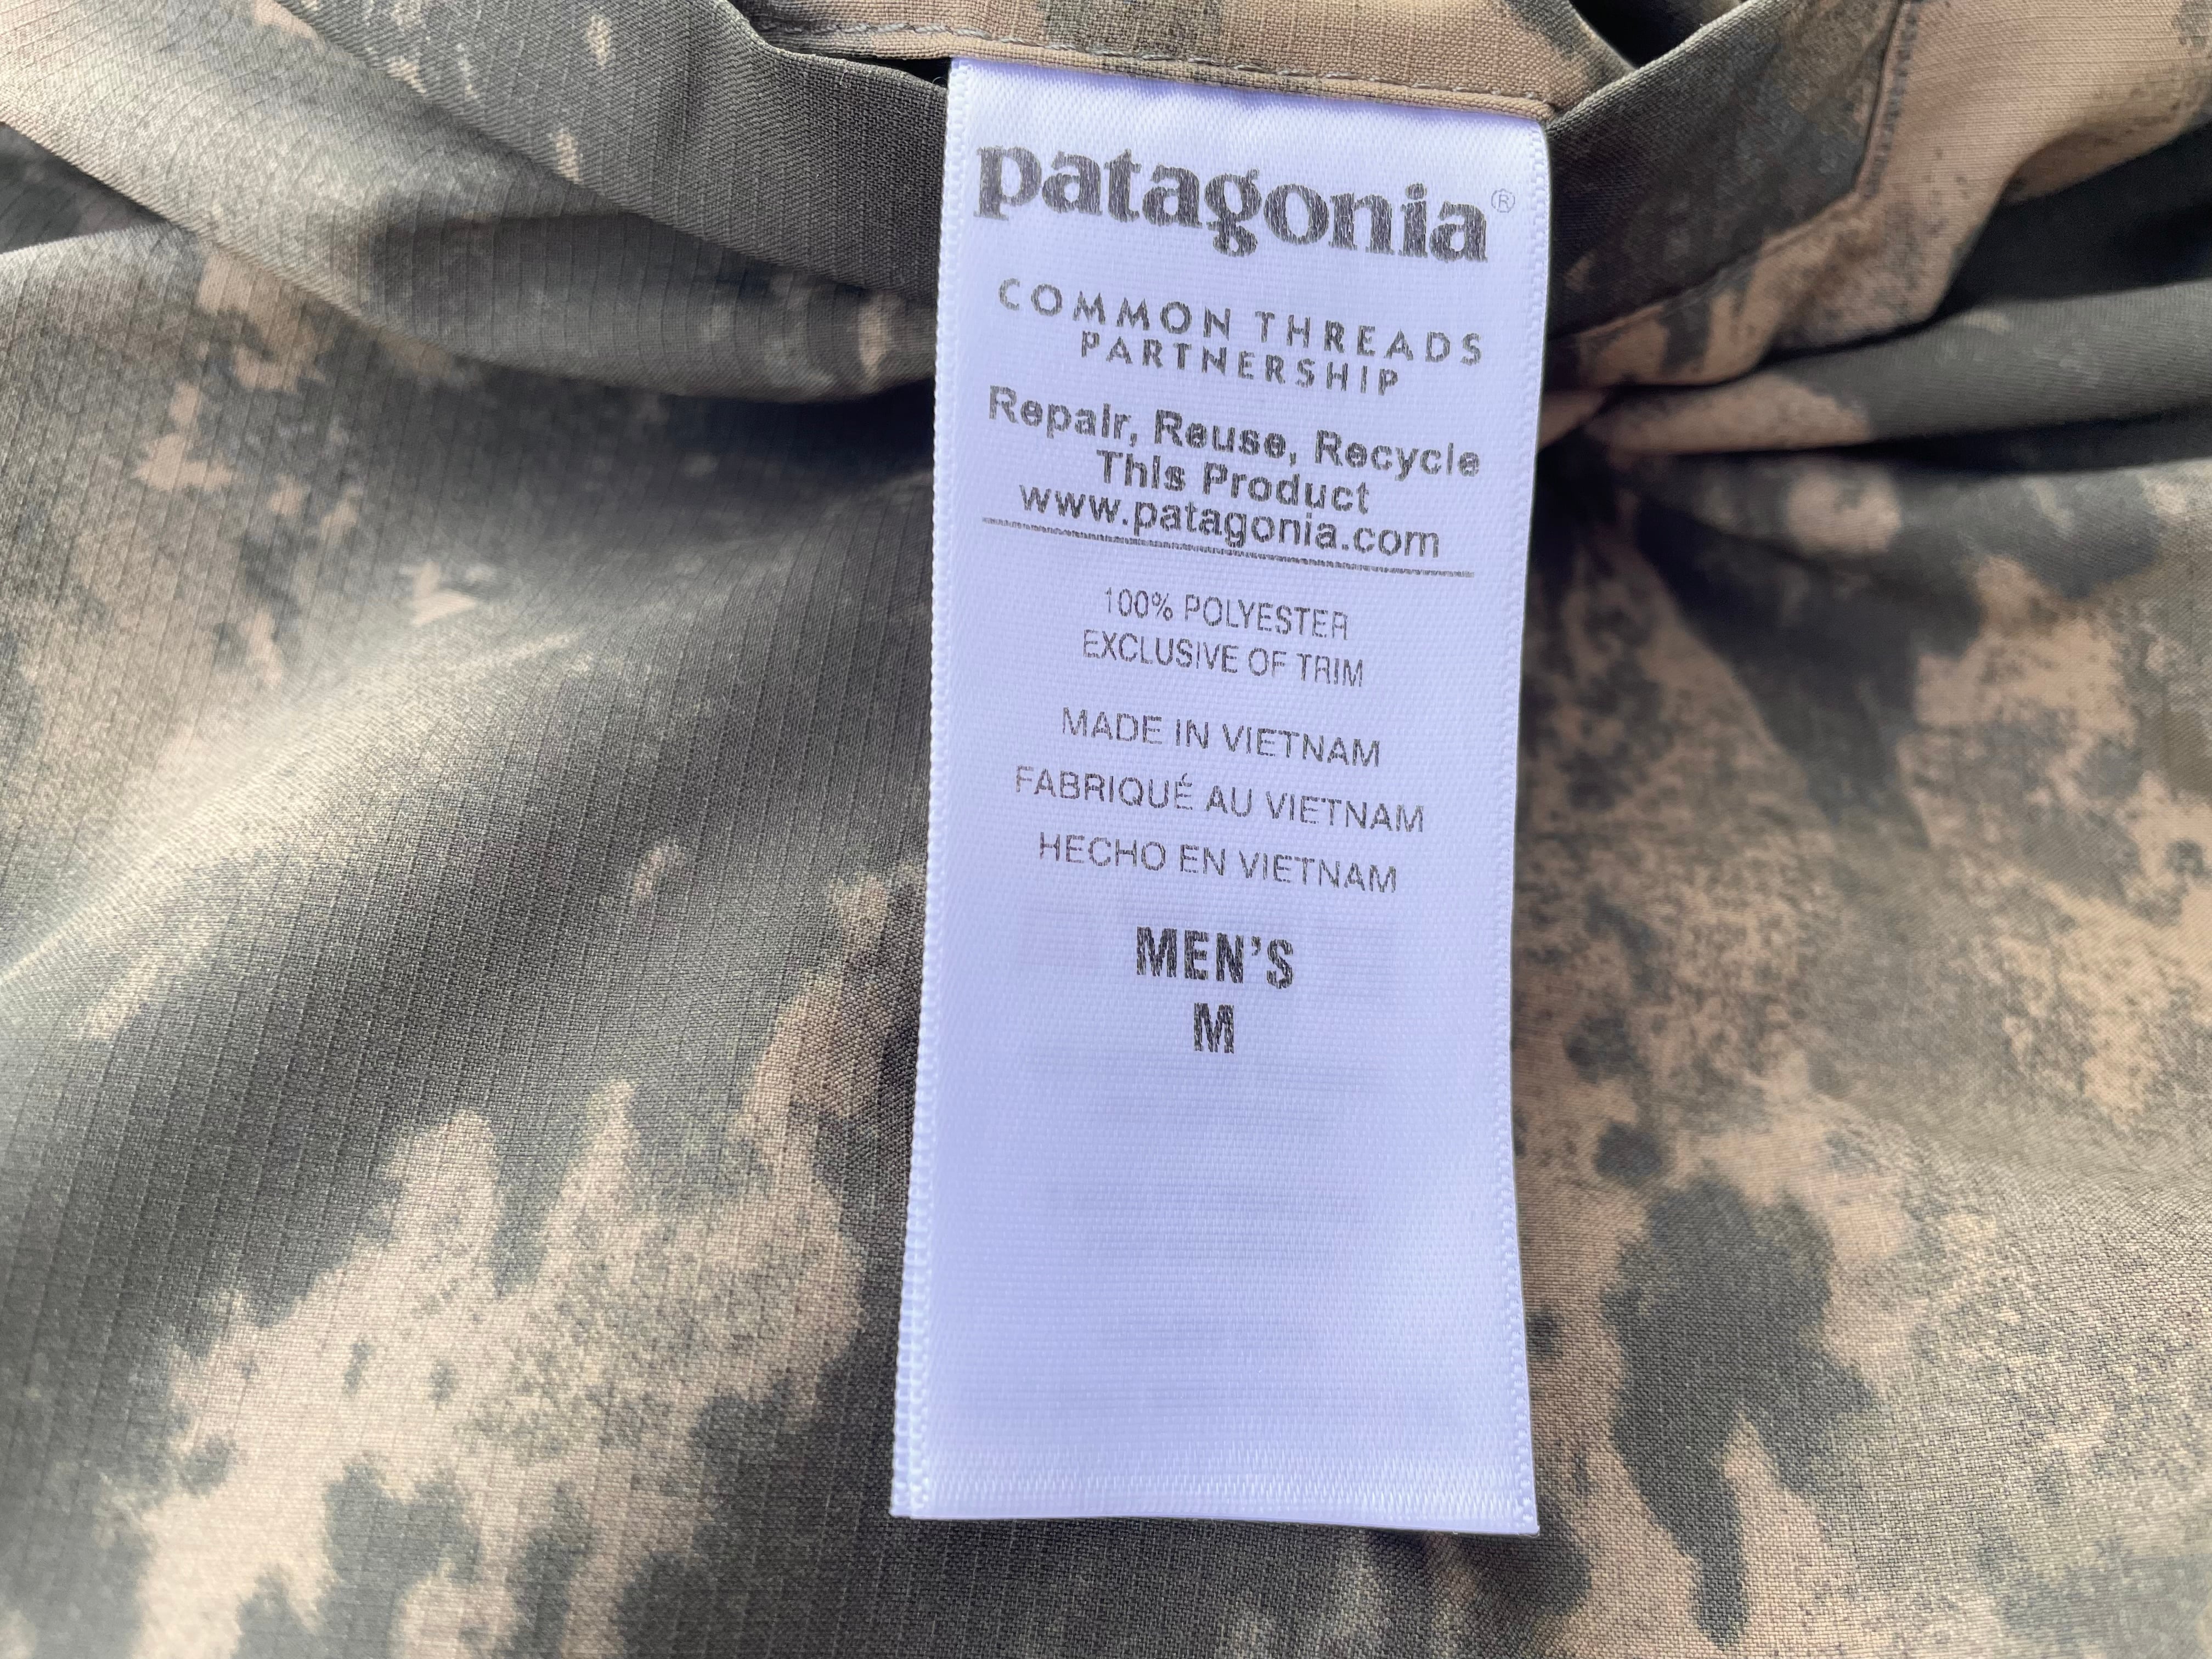 patagonia®
COMMON THREADS
PARTNERSHIP
Repair, Reuse, Recycle
This Product
www.patagonia.com
100% POLYESTER
EXCLUSIVE OF TRIM
MADE IN VIETNAM
FABRIQUÉ AU VIETNAM
HECHO EN VIETNAM
MEN'S
M